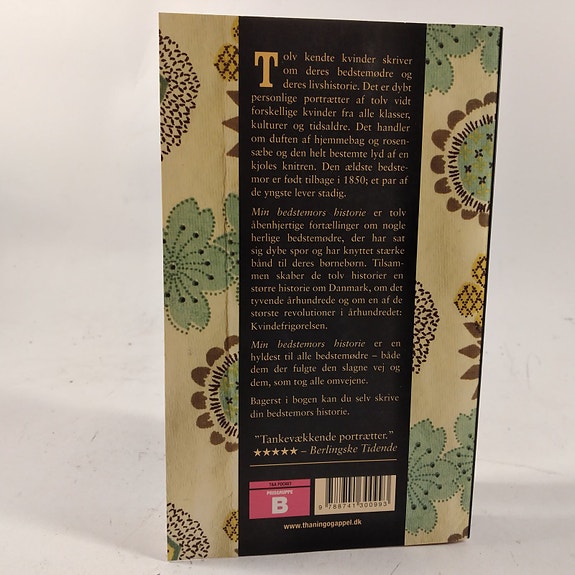 Tolv kendte kvinder skriver
om deres bedstemødre og
deres livshistorie. Det er dybt
personlige portrætter af tolv vidt
forskellige kvinder fra alle klasser,
kulturer og tidsaldre. Det handler
om duften af hjemmebag og rosen-
sæbe og den helt bestemte lyd af en
kjoles knitren. Den ældste bedste-
mor er født tilbage i 1850; et par af
de yngste lever stadig.
Min bedstemors historie er tolv
åbenhjertige fortællinger om nogle
herlige bedstemødre, der har sat
sig dybe spor og har knyttet stærke
bånd til deres børnebørn. Tilsam-
men skaber de tolv historier en
større historie om Danmark, om det
tyvende århundrede og om en af de
største revolutioner i århundredet:
Kvindefrigørelsen.
Min bedstemors historie er en
hyldest til alle bedstemødre – både
dem der fulgte den slagne vej og
dem, som tog alle omvejene.
Bagerst i bogen kan du selv skrive
din bedstemors historie.
”Tankevækkende portrætter.”
★★★★★ – Berlingske Tidende
T&A POCKET
PRISGRUPPE
B
9 788741 300993
www.thaningogappel.dk